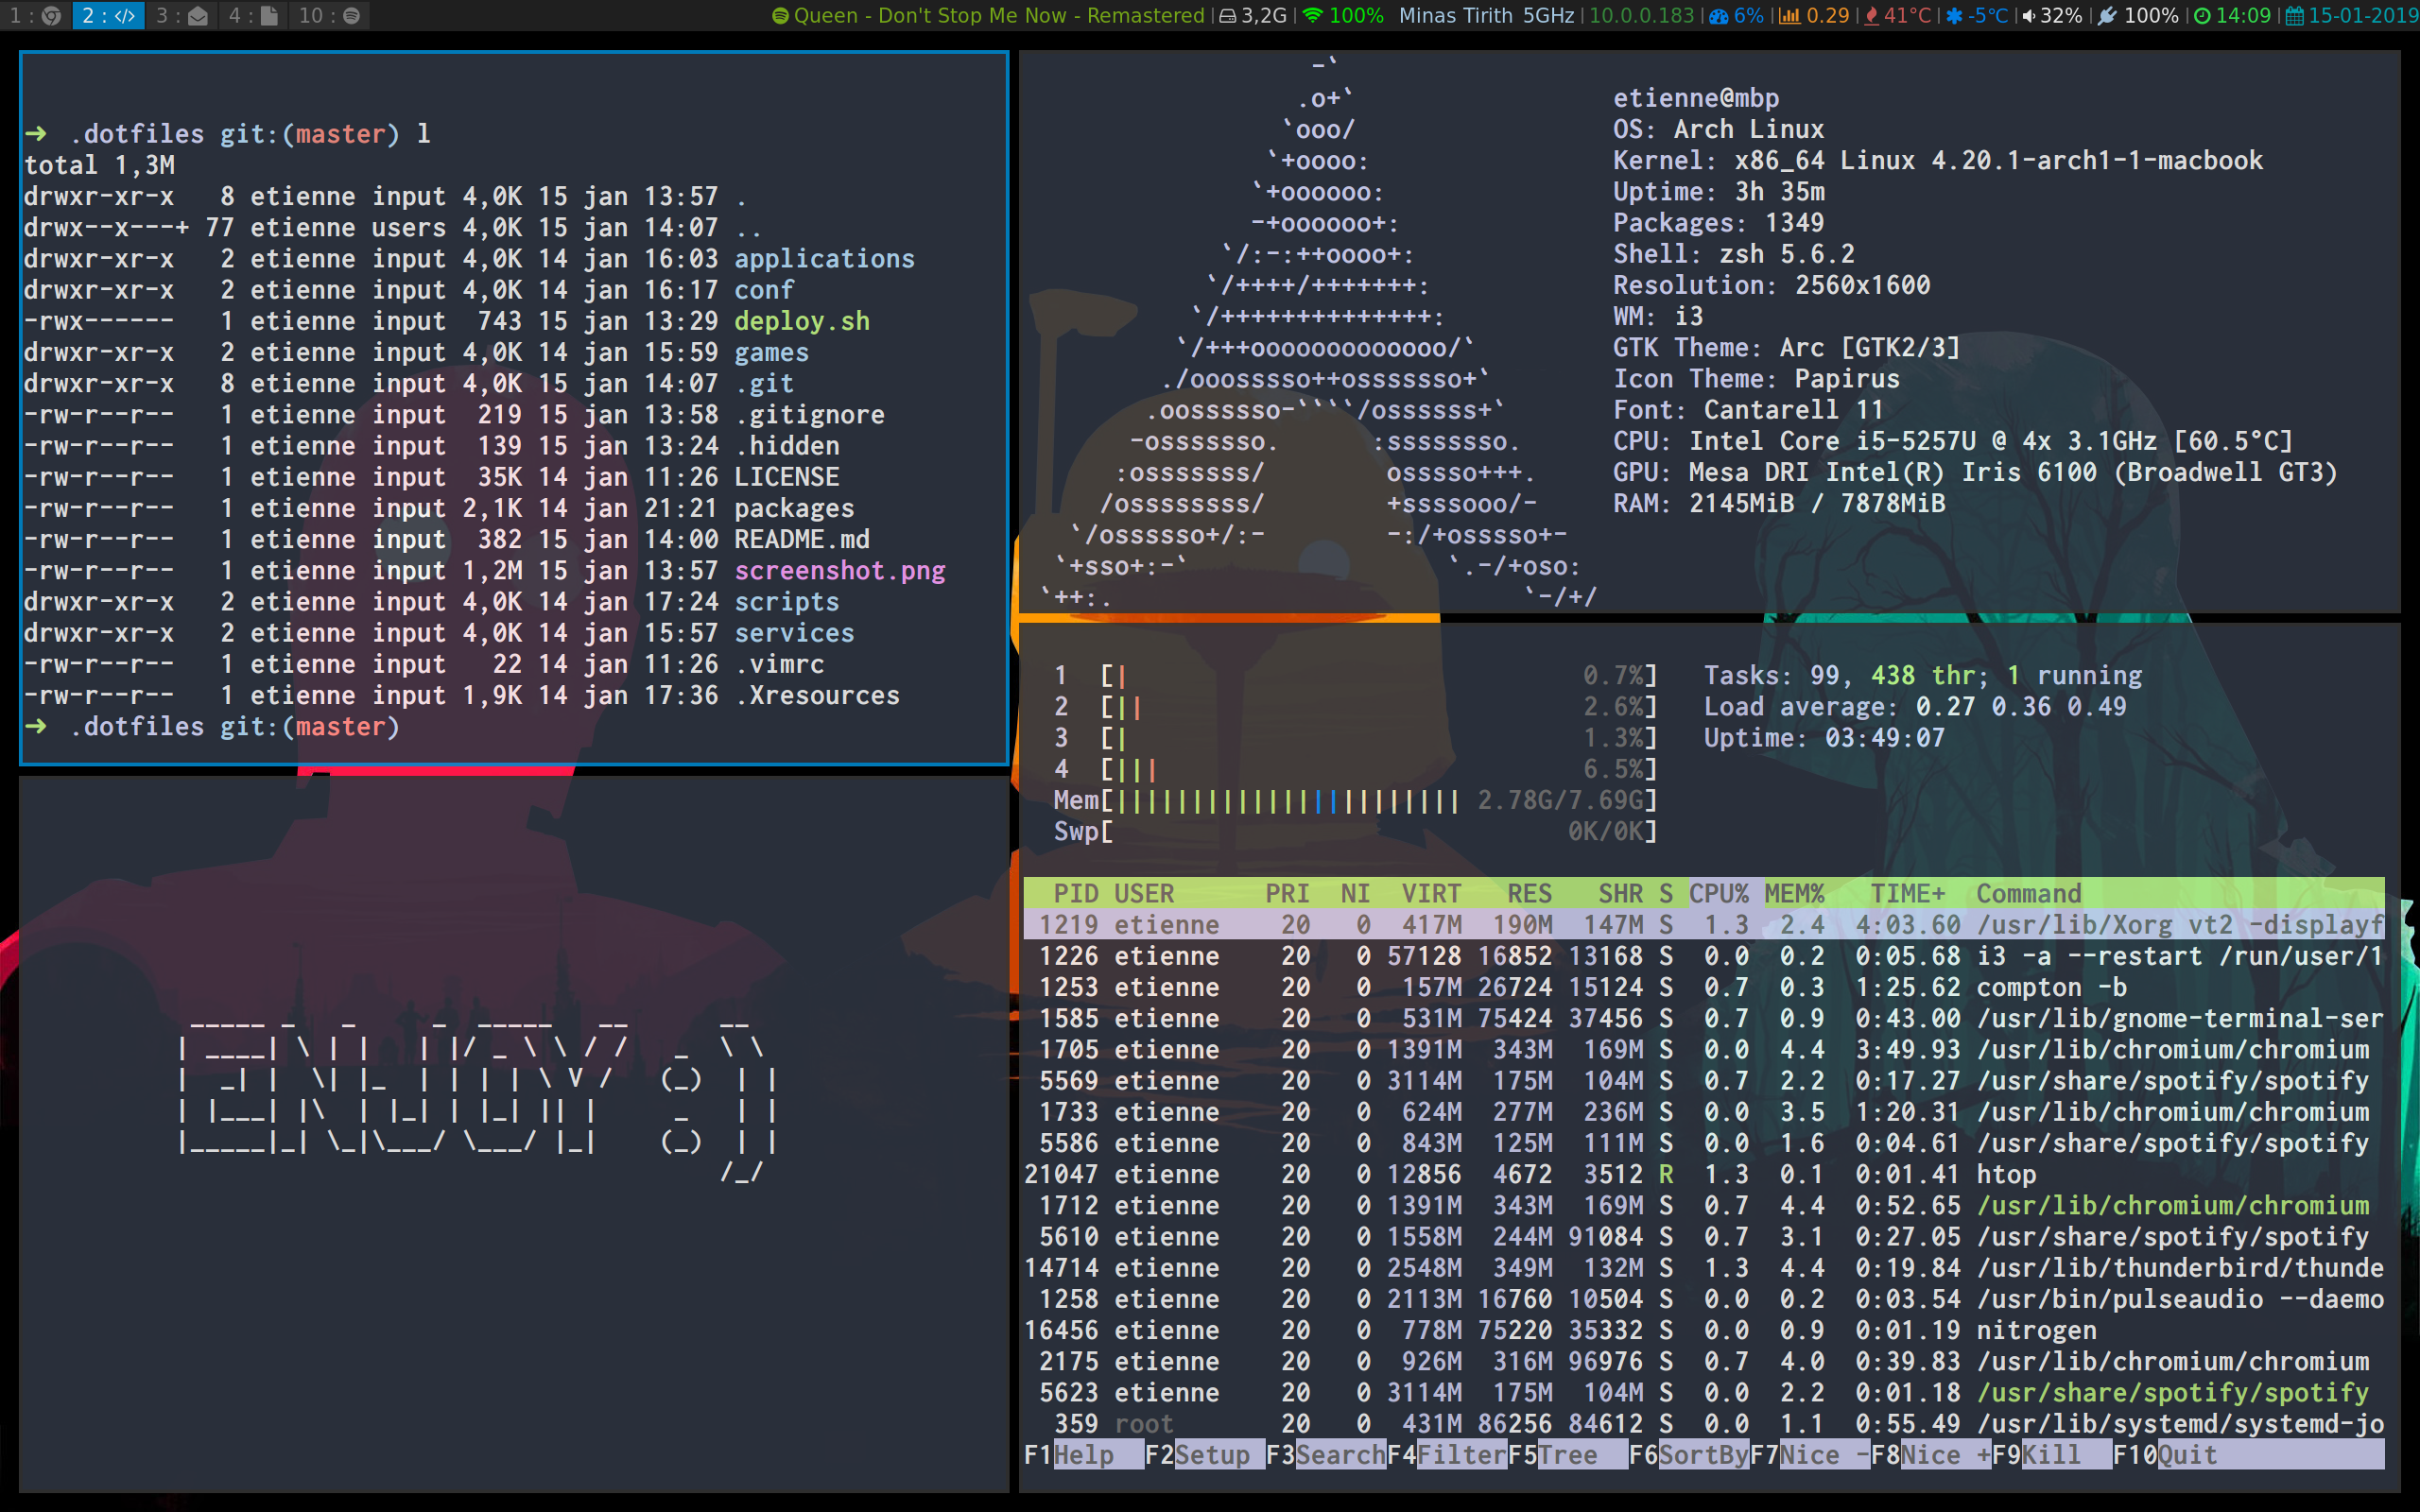 1 : 2 : </> 3 : 4 : 10 : Queen - Don't Stop Me Now - Remastered | 3,2G | 100% Minas Tirith 5GHz | 10.0.0.183 | 6% | 0.29 | 41°C | -5°C | 32% | 100% | 14:09 | 15-01-2019
➜ .dotfiles git:(master) l
total 1,3M
drwxr-xr-x 8 etienne input 4,0K 15 jan 13:57 .
drwx--x---+ 77 etienne users 4,0K 15 jan 14:07 ..
drwxr-xr-x 2 etienne input 4,0K 14 jan 16:03 applications
drwxr-xr-x 2 etienne input 4,0K 14 jan 16:17 conf
-rwx------ 1 etienne input 743 15 jan 13:29 deploy.sh
drwxr-xr-x 2 etienne input 4,0K 14 jan 15:59 games
drwxr-xr-x 8 etienne input 4,0K 15 jan 14:07 .git
-rw-r--r-- 1 etienne input 219 15 jan 13:58 .gitignore
-rw-r--r-- 1 etienne input 139 15 jan 13:24 .hidden
-rw-r--r-- 1 etienne input 35K 14 jan 11:26 LICENSE
-rw-r--r-- 1 etienne input 2,1K 14 jan 21:21 packages
-rw-r--r-- 1 etienne input 382 15 jan 14:00 README.md
-rw-r--r-- 1 etienne input 1,2M 15 jan 13:57 screenshot.png
drwxr-xr-x 2 etienne input 4,0K 14 jan 17:24 scripts
drwxr-xr-x 2 etienne input 4,0K 14 jan 15:57 services
-rw-r--r-- 1 etienne input 22 14 jan 11:26 .vimrc
-rw-r--r-- 1 etienne input 1,9K 14 jan 17:36 .Xresources
➜ .dotfiles git:(master)
ENJOY :)
etienne@mbp
OS: Arch Linux
Kernel: x86_64 Linux 4.20.1-arch1-1-macbook
Uptime: 3h 35m
Packages: 1349
Shell: zsh 5.6.2
Resolution: 2560x1600
WM: i3
GTK Theme: Arc [GTK2/3]
Icon Theme: Papirus
Font: Cantarell 11
CPU: Intel Core i5-5257U @ 4x 3.1GHz [60.5°C]
GPU: Mesa DRI Intel(R) Iris 6100 (Broadwell GT3)
RAM: 2145MiB / 7878MiB
1 [| 0.7%] Tasks: 99, 438 thr; 1 running
2 [|| 2.6%] Load average: 0.27 0.36 0.49
3 [| 1.3%] Uptime: 03:49:07
4 [||| 6.5%]
Mem[||||||||||||||||||||||| 2.78G/7.69G]
Swp[ 0K/0K]
PID USER PRI NI VIRT RES SHR S CPU% MEM% TIME+ Command
1219 etienne 20 0 417M 190M 147M S 1.3 2.4 4:03.60 /usr/lib/Xorg vt2 -displayf
1226 etienne 20 0 57128 16852 13168 S 0.0 0.2 0:05.68 i3 -a --restart /run/user/1
1253 etienne 20 0 157M 26724 15124 S 0.7 0.3 1:25.62 compton -b
1585 etienne 20 0 531M 75424 37456 S 0.7 0.9 0:43.00 /usr/lib/gnome-terminal-ser
1705 etienne 20 0 1391M 343M 169M S 0.0 4.4 3:49.93 /usr/lib/chromium/chromium
5569 etienne 20 0 3114M 175M 104M S 0.7 2.2 0:17.27 /usr/share/spotify/spotify
1733 etienne 20 0 624M 277M 236M S 0.0 3.5 1:20.31 /usr/lib/chromium/chromium
5586 etienne 20 0 843M 125M 111M S 0.0 1.6 0:04.61 /usr/share/spotify/spotify
21047 etienne 20 0 12856 4672 3512 R 1.3 0.1 0:01.41 htop
1712 etienne 20 0 1391M 343M 169M S 0.7 4.4 0:52.65 /usr/lib/chromium/chromium
5610 etienne 20 0 1558M 244M 91084 S 0.7 3.1 0:27.05 /usr/share/spotify/spotify
14714 etienne 20 0 2548M 349M 132M S 1.3 4.4 0:19.84 /usr/lib/thunderbird/thunde
1258 etienne 20 0 2113M 16760 10504 S 0.0 0.2 0:03.54 /usr/bin/pulseaudio --daemo
16456 etienne 20 0 778M 75220 35332 S 0.0 0.9 0:01.19 nitrogen
2175 etienne 20 0 926M 316M 96976 S 0.7 4.0 0:39.83 /usr/lib/chromium/chromium
5623 etienne 20 0 3114M 175M 104M S 0.0 2.2 0:01.18 /usr/share/spotify/spotify
359 root 20 0 431M 86256 84612 S 0.0 1.1 0:55.49 /usr/lib/systemd/systemd-jo
F1Help F2Setup F3SearchF4FilterF5Tree F6SortByF7Nice -F8Nice +F9Kill F10Quit